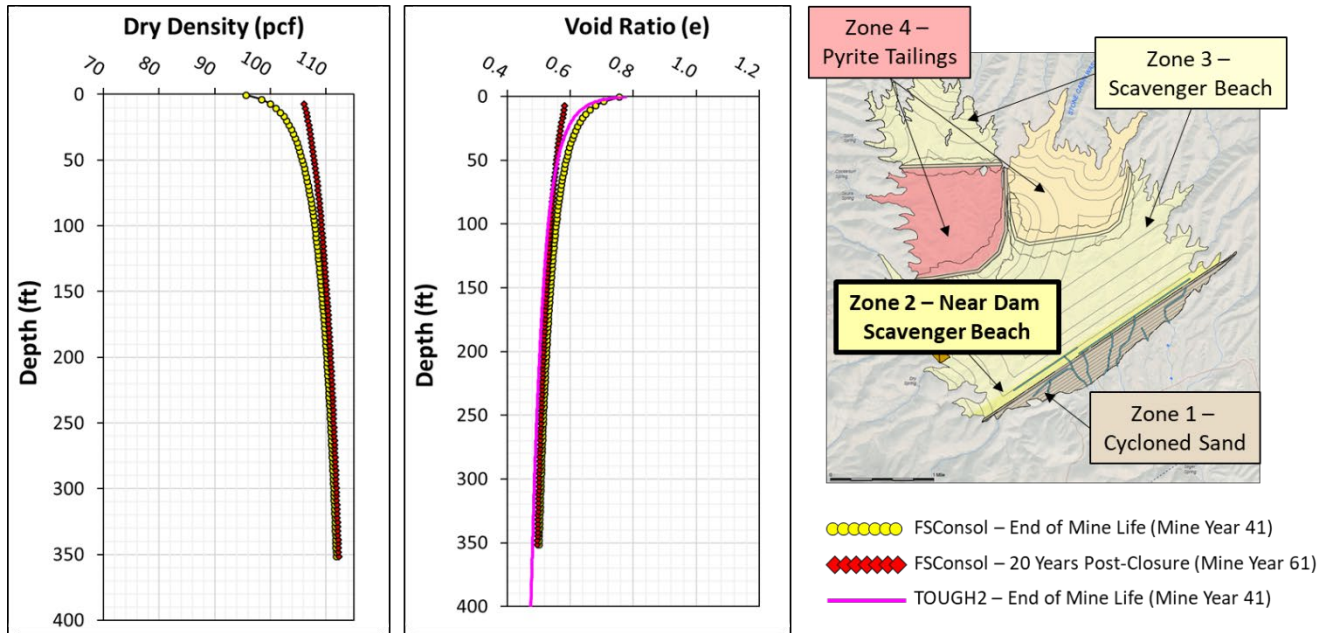 Dry Density (pcf)
70
80
90
100
110
0
50
100
150
200
250
300
350
400
Depth (ft)
Void Ratio (e)
0.4
0.6
0.8
1.0
1.2
0
50
100
150
200
250
300
350
400
Depth (ft)
Zone 4 –
Pyrite Tailings
Zone 3 –
Scavenger Beach
Zone 2 – Near Dam
Scavenger Beach
Zone 1 –
Cycloned Sand
FSConsol – End of Mine Life (Mine Year 41)
FSConsol – 20 Years Post-Closure (Mine Year 61)
TOUGH2 – End of Mine Life (Mine Year 41)